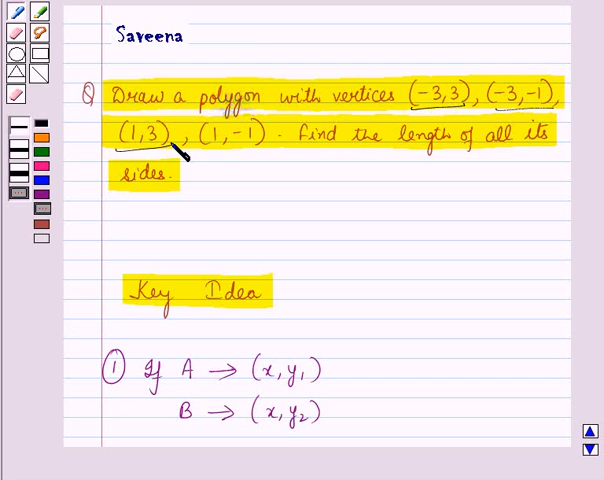 Saveena
Q Draw a polygon with vertices (-3,3), (-3,-1),
(1,3), (1,-1). Find the length of all its
sides.
Key Idea
① If A → (x, y₁)
B → (x, y₂)